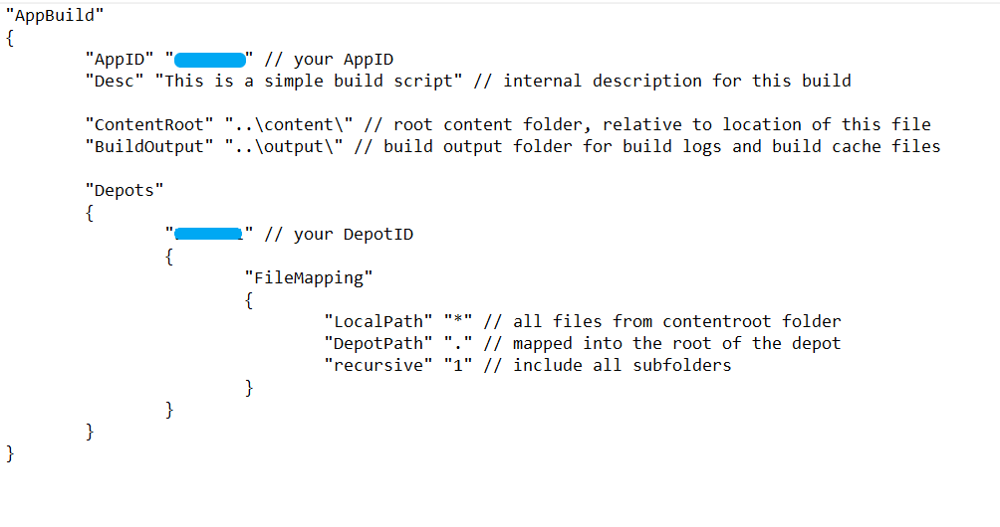 "AppBuild"
{
"AppID" "" // your AppID
"Desc" "This is a simple build script" // internal description for this build
"ContentRoot" "..\content\" // root content folder, relative to location of this file
"BuildOutput" "..\output\" // build output folder for build logs and build cache files
"Depots"
{
"" // your DepotID
{
"FileMapping"
{
"LocalPath" "*" // all files from contentroot folder
"DepotPath" "." // mapped into the root of the depot
"recursive" "1" // include all subfolders
}
}
}
}